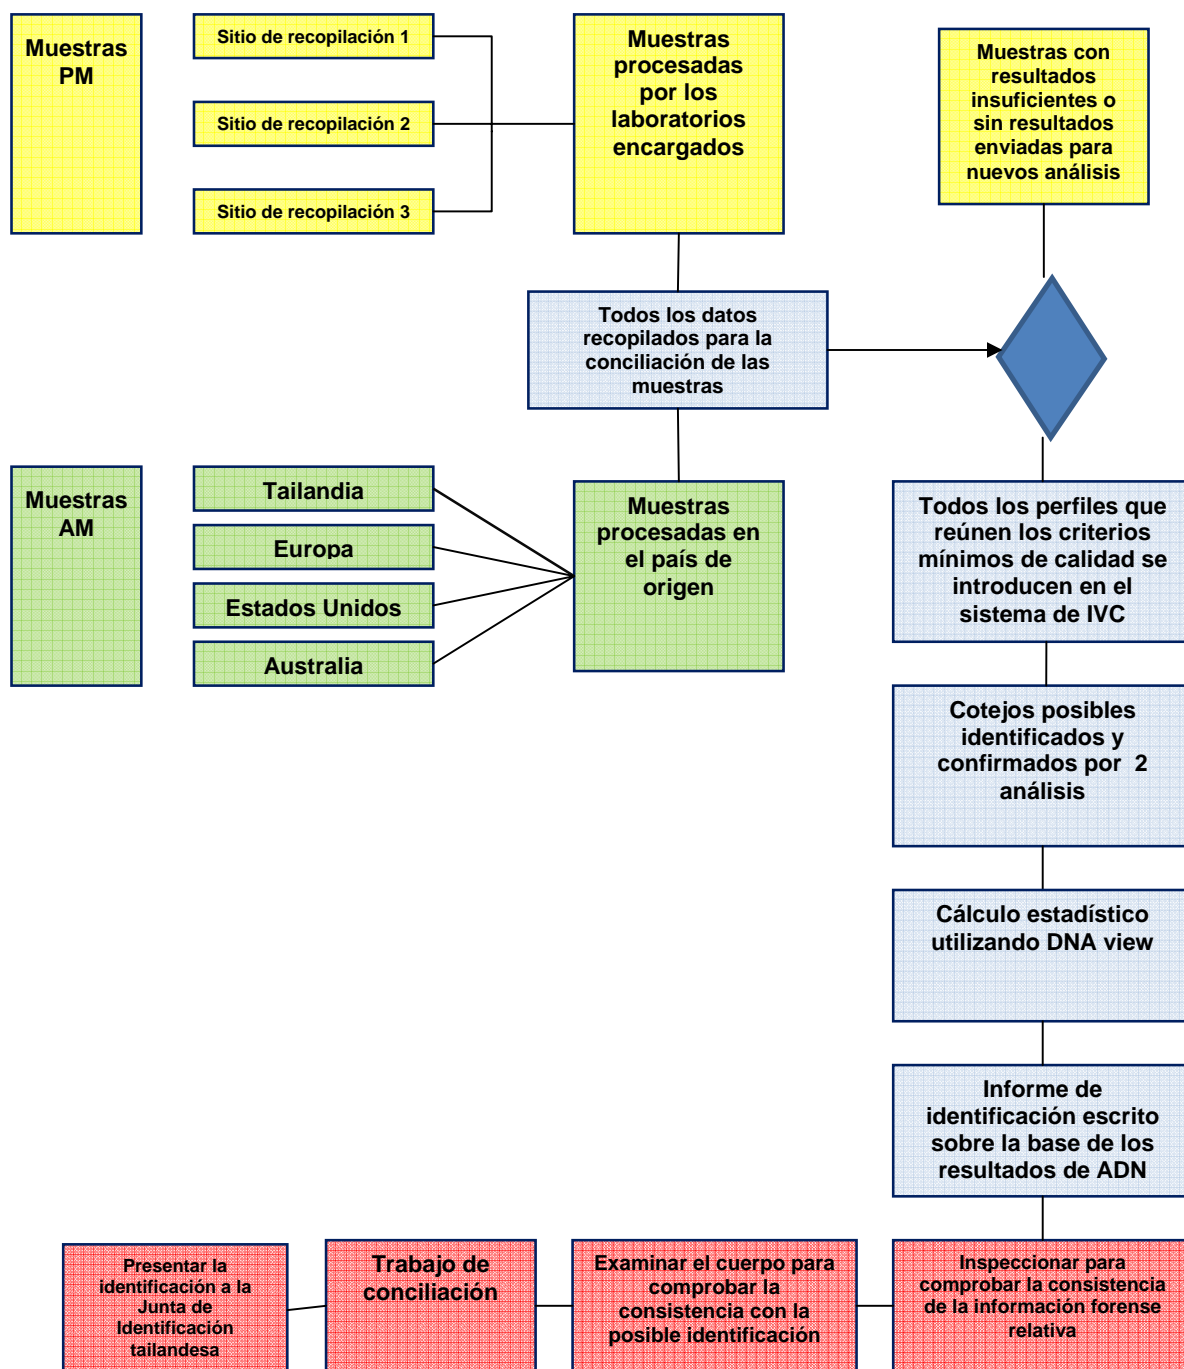 Muestras
PM
Sitio de recopilación 1
Sitio de recopilación 2
Sitio de recopilación 3
Muestras
procesadas
por los
laboratorios
encargados
Muestras con
resultados
insuficientes o
sin resultados
enviadas para
nuevos análisis
Todos los datos
recopilados para la
conciliación de las
muestras
Muestras
AM
Tailandia
Europa
Estados Unidos
Australia
Muestras
procesadas en
el país de
origen
Todos los perfiles que
reúnen los criterios
mínimos de calidad se
introducen en el
sistema de IVC
Cotejos posibles
identificados y
confirmados por 2
análisis
Cálculo estadístico
utilizando DNA view
Informe de
identificación escrito
sobre la base de los
resultados de ADN
Presentar la
identificación a la
Junta de
Identificación
tailandesa
Trabajo de
conciliación
Examinar el cuerpo para
comprobar la
consistencia con la
posible identificación
Inspeccionar para
comprobar la consistencia
de la información forense
relativa